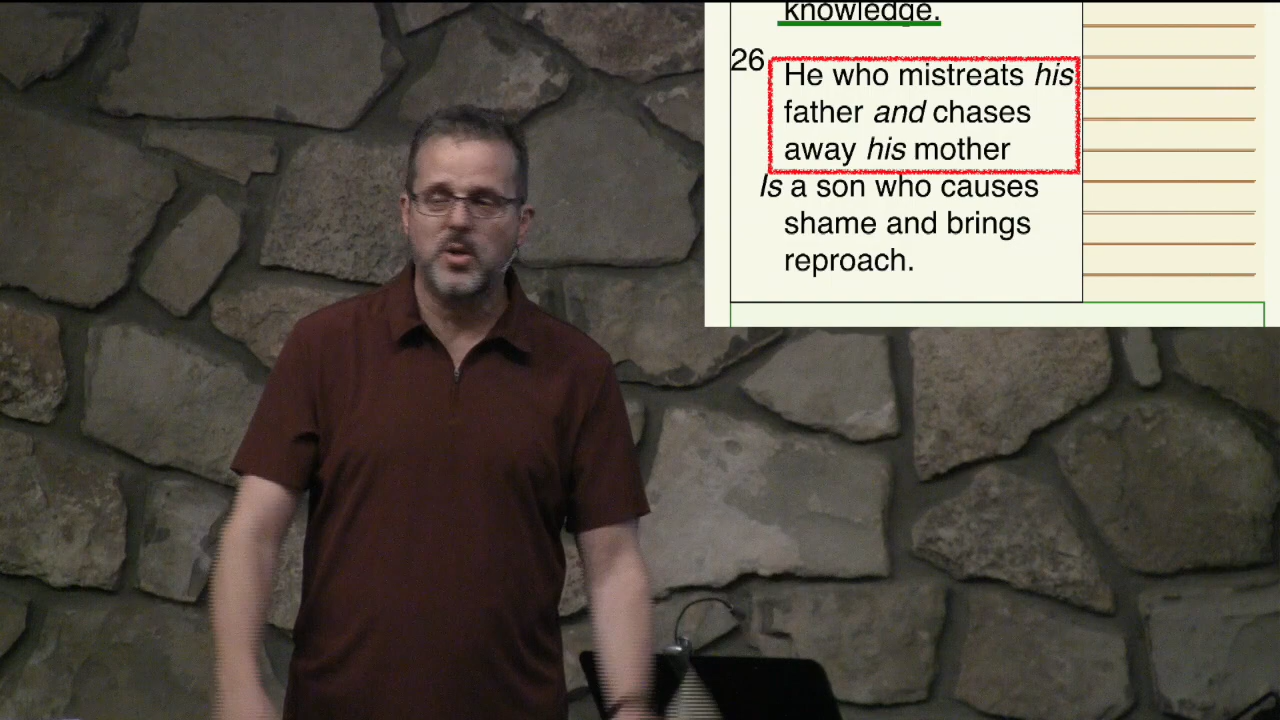 knowledge.
26 He who mistreats his
father and chases
away his mother
Is a son who causes
shame and brings
reproach.